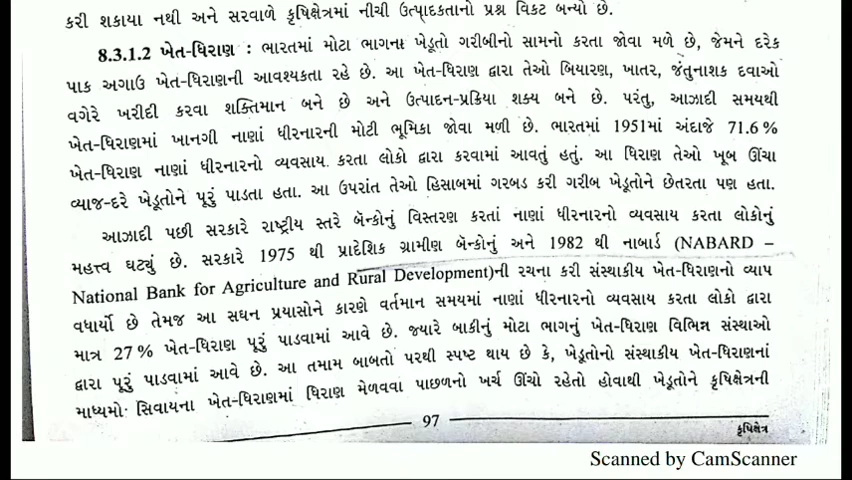 કરી શકાયા નથી અને સરવાળે કૃષિક્ષેત્રમાં નીચી ઉત્પાદકતાનો પ્રશ્ન વિકટ બન્યો છે.
8.3.1.2 ખેત-ધિરાણ : ભારતમાં મોટા ભાગના ખેડૂતો ગરીબીનો સામનો કરતા જોવા મળે છે, જેમને દરેક
પાક અગાઉ ખેત-ધિરાણની આવશ્યકતા રહે છે. આ ખેત-ધિરાણ દ્વારા તેઓ બિયારણ, ખાતર, જંતુનાશક દવાઓ
વગેરે ખરીદી કરવા શક્તિમાન બને છે અને ઉત્પાદન-પ્રક્રિયા શક્ય બને છે. પરંતુ, આઝાદી સમયથી
ખેત-ધિરાણમાં ખાનગી નાણાં ધીરનારની મોટી ભૂમિકા જોવા મળી છે. ભારતમાં 1951માં અંદાજે 71.6 %
ખેત-ધિરાણ નાણાં ધીરનારનો વ્યવસાય કરતા લોકો દ્વારા કરવામાં આવતું હતું. આ ધિરાણ તેઓ ખૂબ ઊંચા
વ્યાજ-દરે ખેડૂતોને પૂરું પાડતા હતા. આ ઉપરાંત તેઓ હિસાબમાં ગરબડ કરી ગરીબ ખેડૂતોને છેતરતા પણ હતા.
આઝાદી પછી સરકારે રાષ્ટ્રીય સ્તરે બૅન્કોનું વિસ્તરણ કરતાં નાણાં ધીરનારનો વ્યવસાય કરતા લોકોનું
મહત્ત્વ ઘટ્યું છે. સરકારે 1975 થી પ્રાદેશિક ગ્રામીણ બૅન્કોનું અને 1982 થી નાબાર્ડ (NABARD –
National Bank for Agriculture and Rural Development)ની રચના કરી સંસ્થાકીય ખેત-ધિરાણનો વ્યાપ
વધાર્યો છે તેમજ આ સઘન પ્રયાસોને કારણે વર્તમાન સમયમાં નાણાં ધીરનારનો વ્યવસાય કરતા લોકો દ્વારા
માત્ર 27 % ખેત-ધિરાણ પૂરું પાડવામાં આવે છે. જ્યારે બાકીનું મોટા ભાગનું ખેત-ધિરાણ વિભિન્ન સંસ્થાઓ
દ્વારા પૂરું પાડવામાં આવે છે. આ તમામ બાબતો પરથી સ્પષ્ટ થાય છે કે, ખેડૂતોનો સંસ્થાકીય ખેત-ધિરાણનાં
માધ્યમો સિવાયના ખેત-ધિરાણમાં ધિરાણ મેળવવા પાછળનો ખર્ચ ઊંચો રહેતો હોવાથી ખેડૂતોને કૃષિક્ષેત્રની
97
કૃષિક્ષેત્ર
Scanned by CamScanner